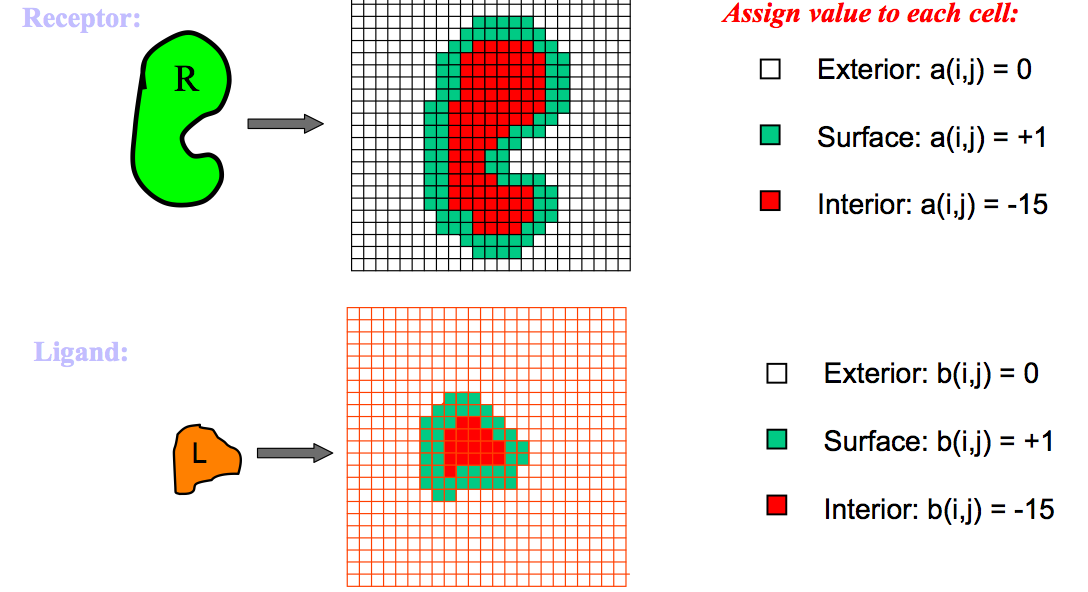 Receptor:
Assign value to each cell:
R
Exterior: a(i,j) = 0
Surface: a(i,j) = +1
Interior: a(i,j) = -15
Ligand:
Exterior: b(i,j) = 0
L
Surface: b(i,j) = +1
Interior: b(i,j) = -15